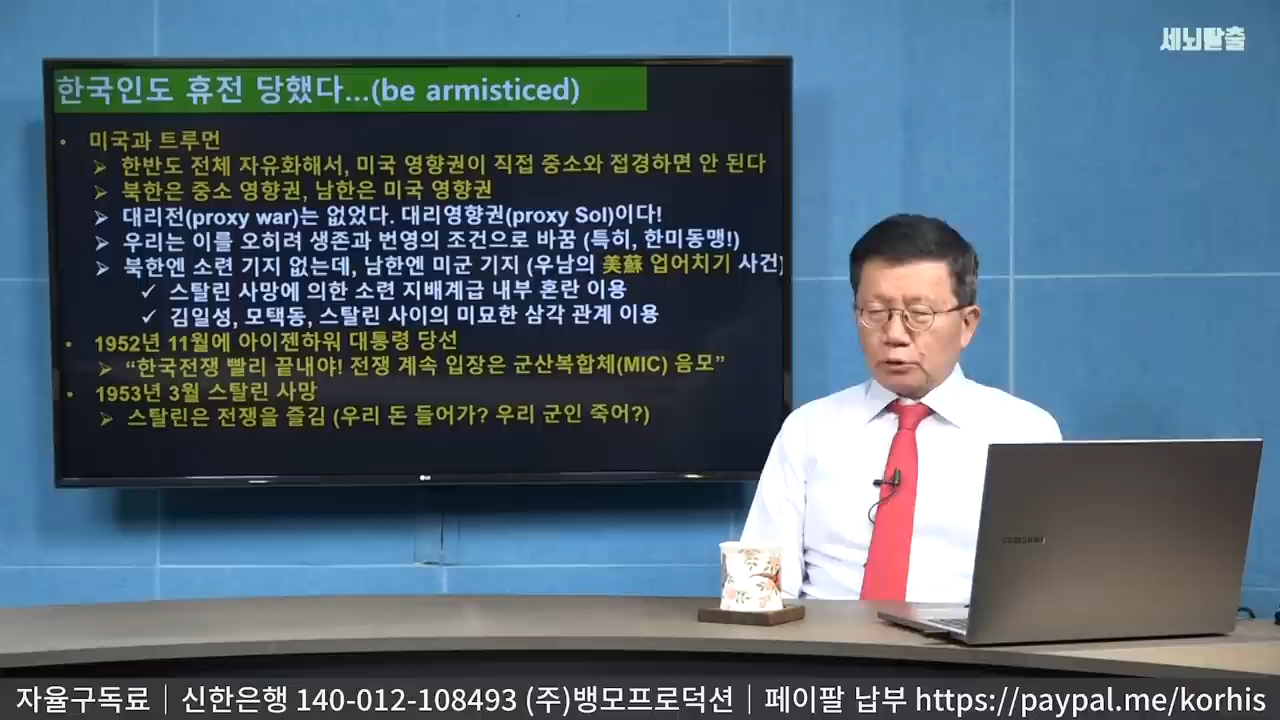 세뇌탈출
한국인도 휴전 당했다...(be armisticed)
• 미국과 트루먼
➤ 한반도 전체 자유화해서, 미국 영향권이 직접 중소와 접경하면 안 된다
➤ 북한은 중소 영향권, 남한은 미국 영향권
➤ 대리전(proxy war)는 없었다. 대리영향권(proxy SoI)이다!
➤ 우리는 이를 오히려 생존과 번영의 조건으로 바꿈 (특히, 한미동맹!)
➤ 북한엔 소련 기지 없는데, 남한엔 미군 기지 (우남의 美蘇 업어치기 사건)
✓ 스탈린 사망에 의한 소련 지배계급 내부 혼란 이용
✓ 김일성, 모택동, 스탈린 사이의 미묘한 삼각 관계 이용
• 1952년 11월에 아이젠하워 대통령 당선
➤ “한국전쟁 빨리 끝내야! 전쟁 계속 입장은 군산복합체(MIC) 음모”
• 1953년 3월 스탈린 사망
➤ 스탈린은 전쟁을 즐김 (우리 돈 들어가? 우리 군인 죽어?)
LG
SAMSUNG
자율구독료│신한은행 140-012-108493 (주)뱅모프로덕션│페이팔 납부 https://paypal.me/korhis